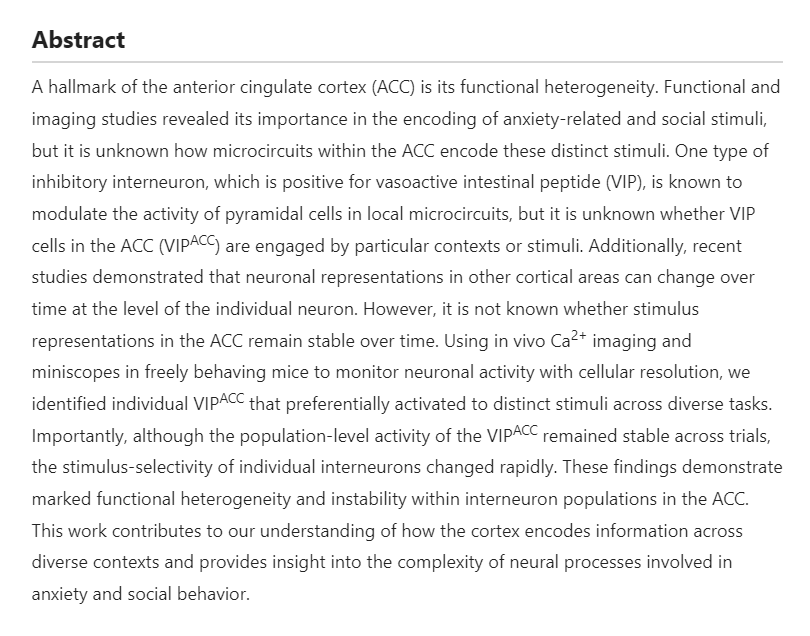 Abstract
A hallmark of the anterior cingulate cortex (ACC) is its functional heterogeneity. Functional and
imaging studies revealed its importance in the encoding of anxiety-related and social stimuli,
but it is unknown how microcircuits within the ACC encode these distinct stimuli. One type of
inhibitory interneuron, which is positive for vasoactive intestinal peptide (VIP), is known to
modulate the activity of pyramidal cells in local microcircuits, but it is unknown whether VIP
cells in the ACC (VIPᴬᶜᶜ) are engaged by particular contexts or stimuli. Additionally, recent
studies demonstrated that neuronal representations in other cortical areas can change over
time at the level of the individual neuron. However, it is not known whether stimulus
representations in the ACC remain stable over time. Using in vivo Ca²⁺ imaging and
miniscopes in freely behaving mice to monitor neuronal activity with cellular resolution, we
identified individual VIPᴬᶜᶜ that preferentially activated to distinct stimuli across diverse tasks.
Importantly, although the population-level activity of the VIPᴬᶜᶜ remained stable across trials,
the stimulus-selectivity of individual interneurons changed rapidly. These findings demonstrate
marked functional heterogeneity and instability within interneuron populations in the ACC.
This work contributes to our understanding of how the cortex encodes information across
diverse contexts and provides insight into the complexity of neural processes involved in
anxiety and social behavior.